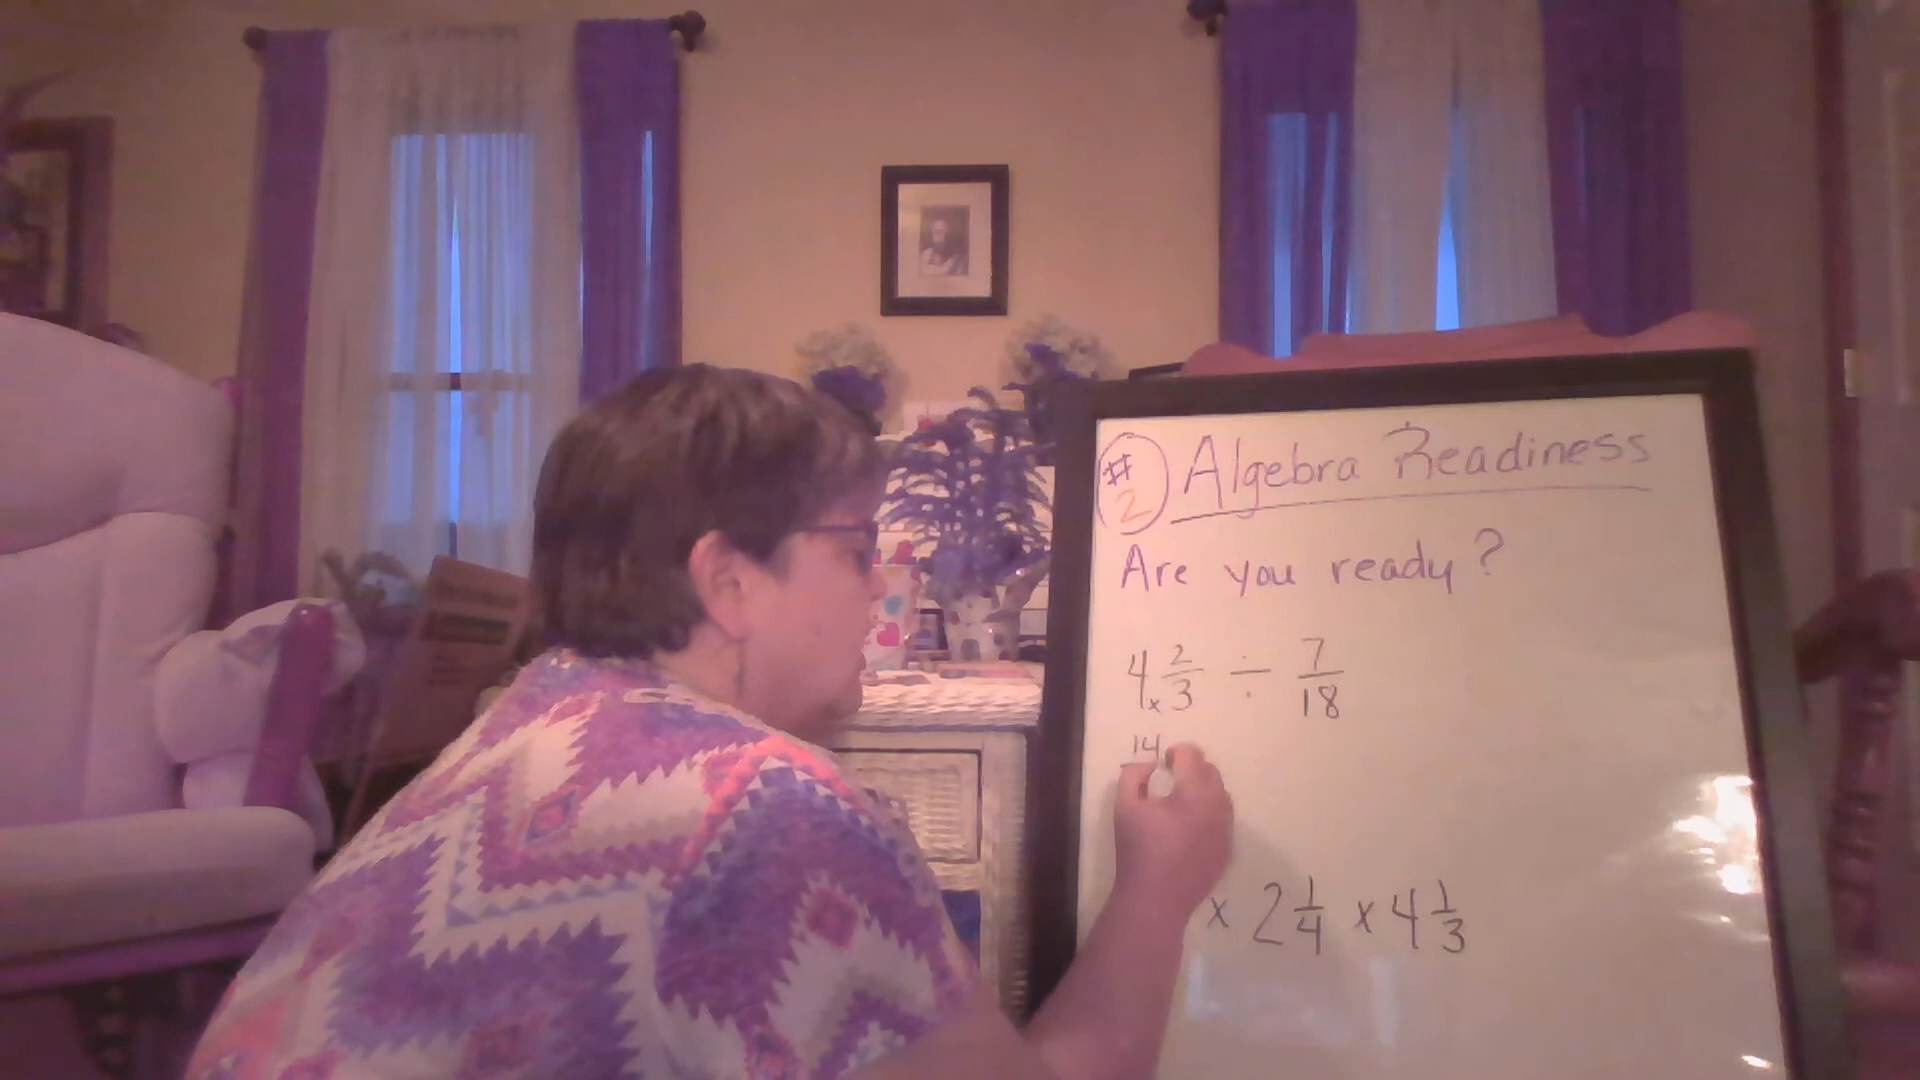 # 2 Algebra Readiness
Are you ready?
4 x 2/3 ÷ 7/18
14
x 2 1/4 x 4 1/3